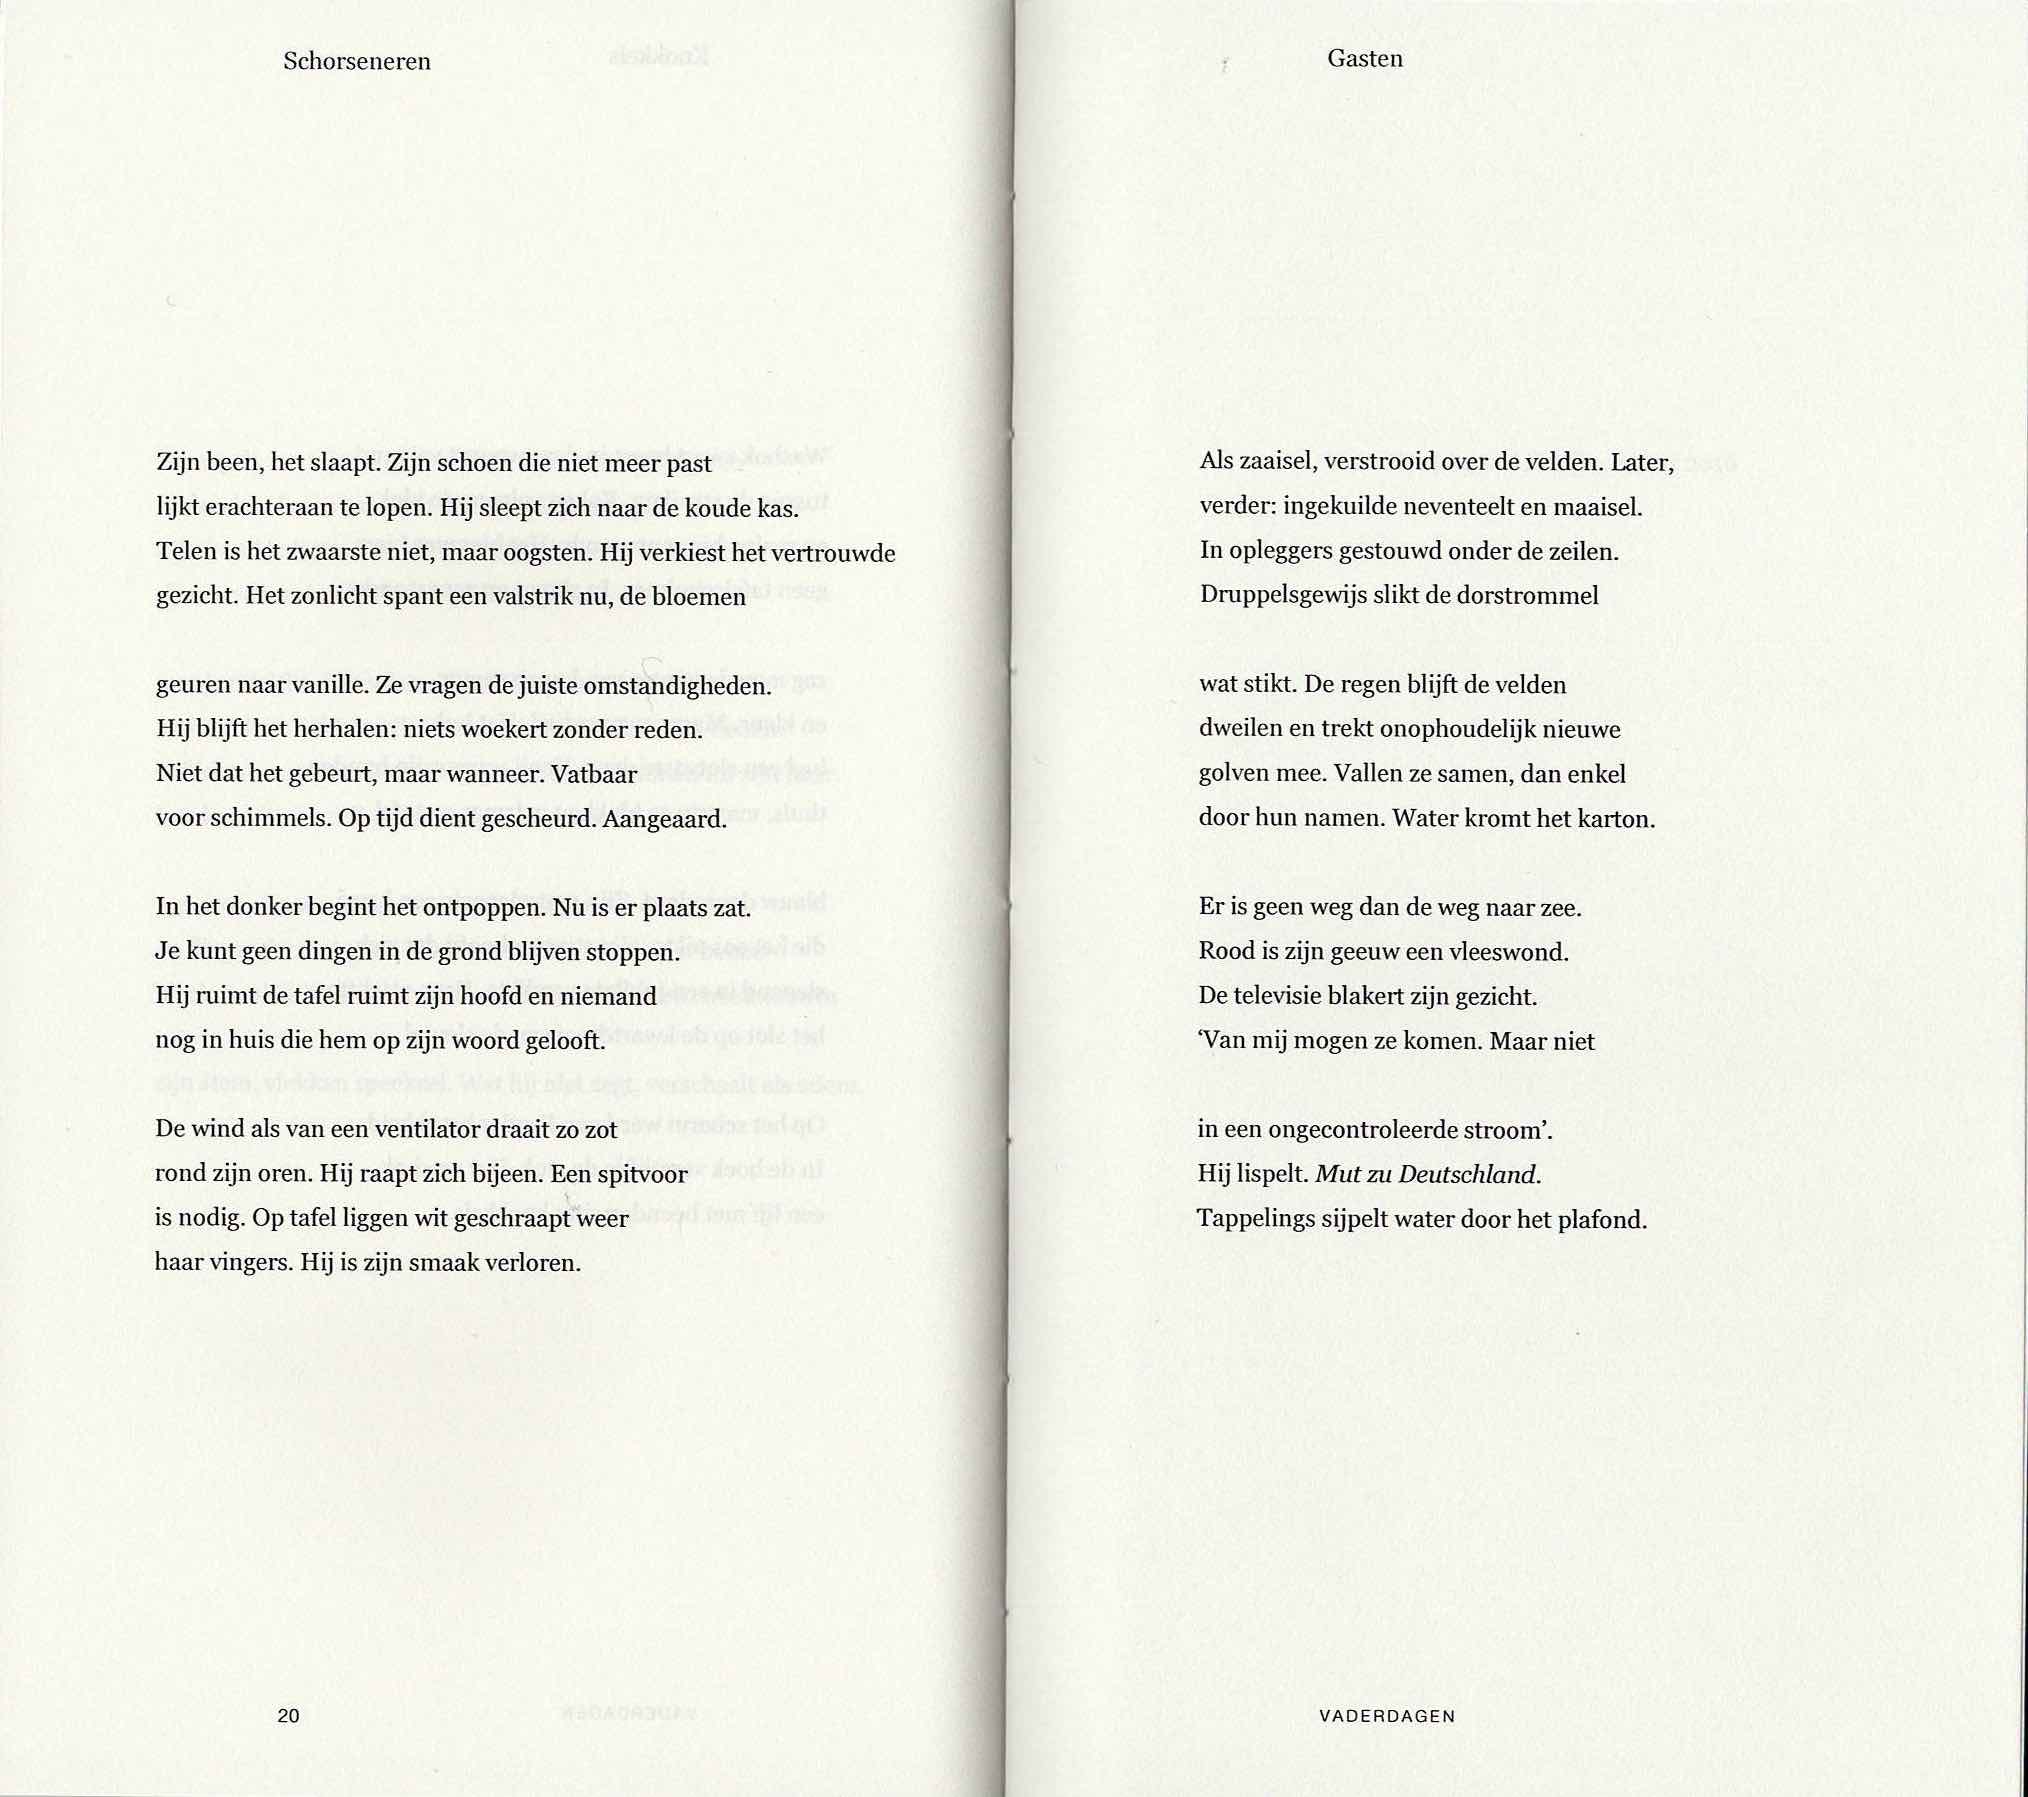 Schorseneren
Zijn been, het slaapt. Zijn schoen die niet meer past
lijkt erachteraan te lopen. Hij sleept zich naar de koude kas.
Telen is het zwaarste niet, maar oogsten. Hij verkiest het vertrouwde
gezicht. Het zonlicht spant een valstrik nu, de bloemen
geuren naar vanille. Ze vragen de juiste omstandigheden.
Hij blijft het herhalen: niets woekert zonder reden.
Niet dat het gebeurt, maar wanneer. Vatbaar
voor schimmels. Op tijd dient gescheurd. Aangeaard.
In het donker begint het ontpoppen. Nu is er plaats zat.
Je kunt geen dingen in de grond blijven stoppen.
Hij ruimt de tafel ruimt zijn hoofd en niemand
nog in huis die hem op zijn woord gelooft.
De wind als van een ventilator draait zo zot
rond zijn oren. Hij raapt zich bijeen. Een spitvoor
is nodig. Op tafel liggen wit geschraapt weer
haar vingers. Hij is zijn smaak verloren.
20
Gasten
Als zaaisel, verstrooid over de velden. Later,
verder: ingekuilde neventeelt en maaisel.
In opleggers gestouwd onder de zeilen.
Druppelsgewijs slikt de dorstrommel
wat stikt. De regen blijft de velden
dweilen en trekt onophoudelijk nieuwe
golven mee. Vallen ze samen, dan enkel
door hun namen. Water kromt het karton.
Er is geen weg dan de weg naar zee.
Rood is zijn geeuw een vleeswond.
De televisie blakert zijn gezicht.
‘Van mij mogen ze komen. Maar niet
in een ongecontroleerde stroom’.
Hij lispelt. Mut zu Deutschland.
Tappelings sijpelt water door het plafond.
VADERDAGEN